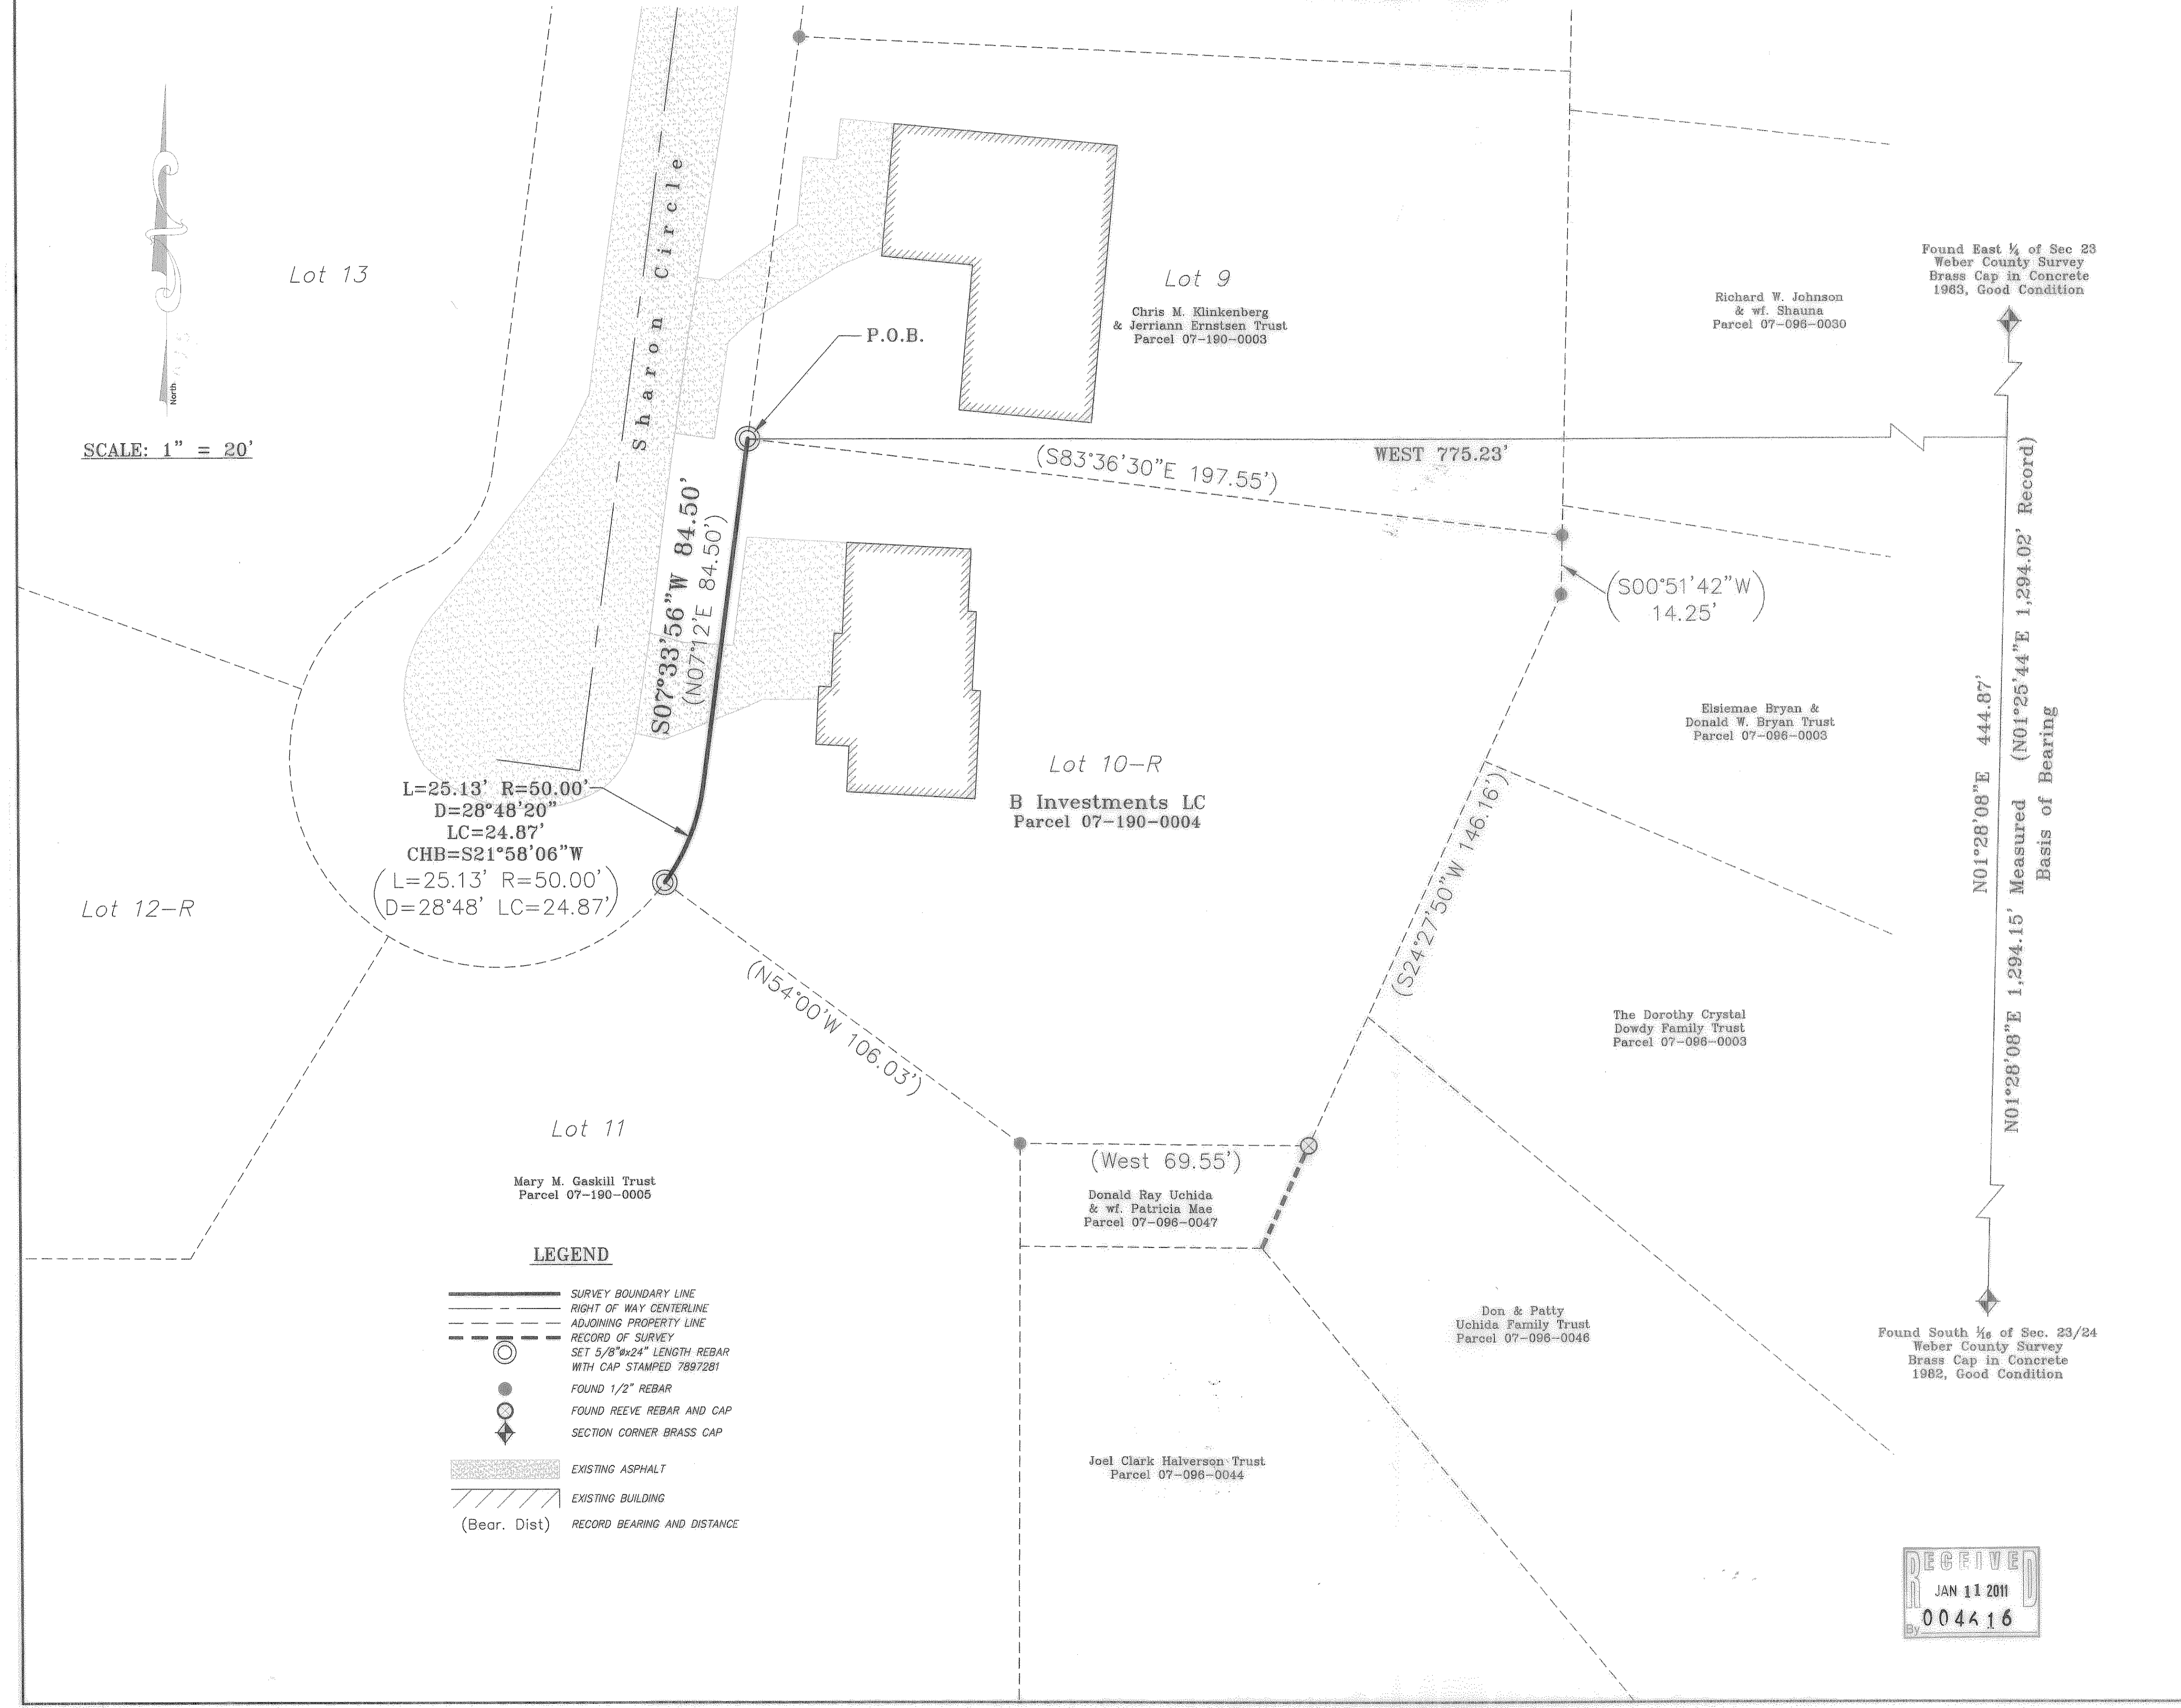 Lot 13
North
SCALE: 1" = 20'
Sharon Circle
P.O.B.
Lot 9
Chris M. Klinkenberg
& Jerriann Ernstsen Trust
Parcel 07-190-0003
Richard W. Johnson
& wf. Shauna
Parcel 07-096-0030
Found East 1/4 of Sec 23
Weber County Survey
Brass Cap in Concrete
1963, Good Condition
(S83°36'30"E 197.55')
WEST 775.23'
S07°33'56"W 84.50'
(N07°12'E 84.50')
(S00°51'42"W
14.25')
N01°28'08"E 444.87'
N01°28'08"E 1,294.15' Measured (N01°25'44"E 1,294.02' Record)
Basis of Bearing
Elsiemae Bryan &
Donald W. Bryan Trust
Parcel 07-096-0003
Lot 10-R
B Investments LC
Parcel 07-190-0004
L=25.13' R=50.00'
D=28°48'20"
LC=24.87'
CHB=S21°58'06"W
(L=25.13' R=50.00'
D=28°48' LC=24.87')
Lot 12-R
(S24°27'50"W 146.16')
(N54°00'W 106.03')
The Dorothy Crystal
Dowdy Family Trust
Parcel 07-096-0003
Lot 11
Mary M. Gaskill Trust
Parcel 07-190-0005
(West 69.55')
Donald Ray Uchida
& wf. Patricia Mae
Parcel 07-096-0047
LEGEND
SURVEY BOUNDARY LINE
RIGHT OF WAY CENTERLINE
ADJOINING PROPERTY LINE
RECORD OF SURVEY
SET 5/8"øx24" LENGTH REBAR
WITH CAP STAMPED 7897281
FOUND 1/2" REBAR
FOUND REEVE REBAR AND CAP
SECTION CORNER BRASS CAP
EXISTING ASPHALT
EXISTING BUILDING
(Bear. Dist) RECORD BEARING AND DISTANCE
Don & Patty
Uchida Family Trust
Parcel 07-096-0046
Found South 1/16 of Sec. 23/24
Weber County Survey
Brass Cap in Concrete
1982, Good Condition
Joel Clark Halverson Trust
Parcel 07-096-0044
RECEIVED
JAN 11 2011
By